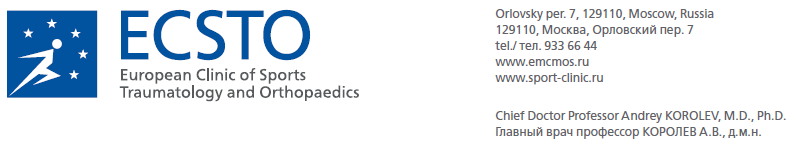 ECSTO
European Clinic of Sports
Traumatology and Orthopaedics
Orlovsky per. 7, 129110, Moscow, Russia
129110, Москва, Орловский пер. 7
tel./ тел. 933 66 44
www.emcmos.ru
www.sport-clinic.ru
Chief Doctor Professor Andrey KOROLEV, M.D., Ph.D.
Главный врач профессор КОРОЛЕВ А.В., д.м.н.